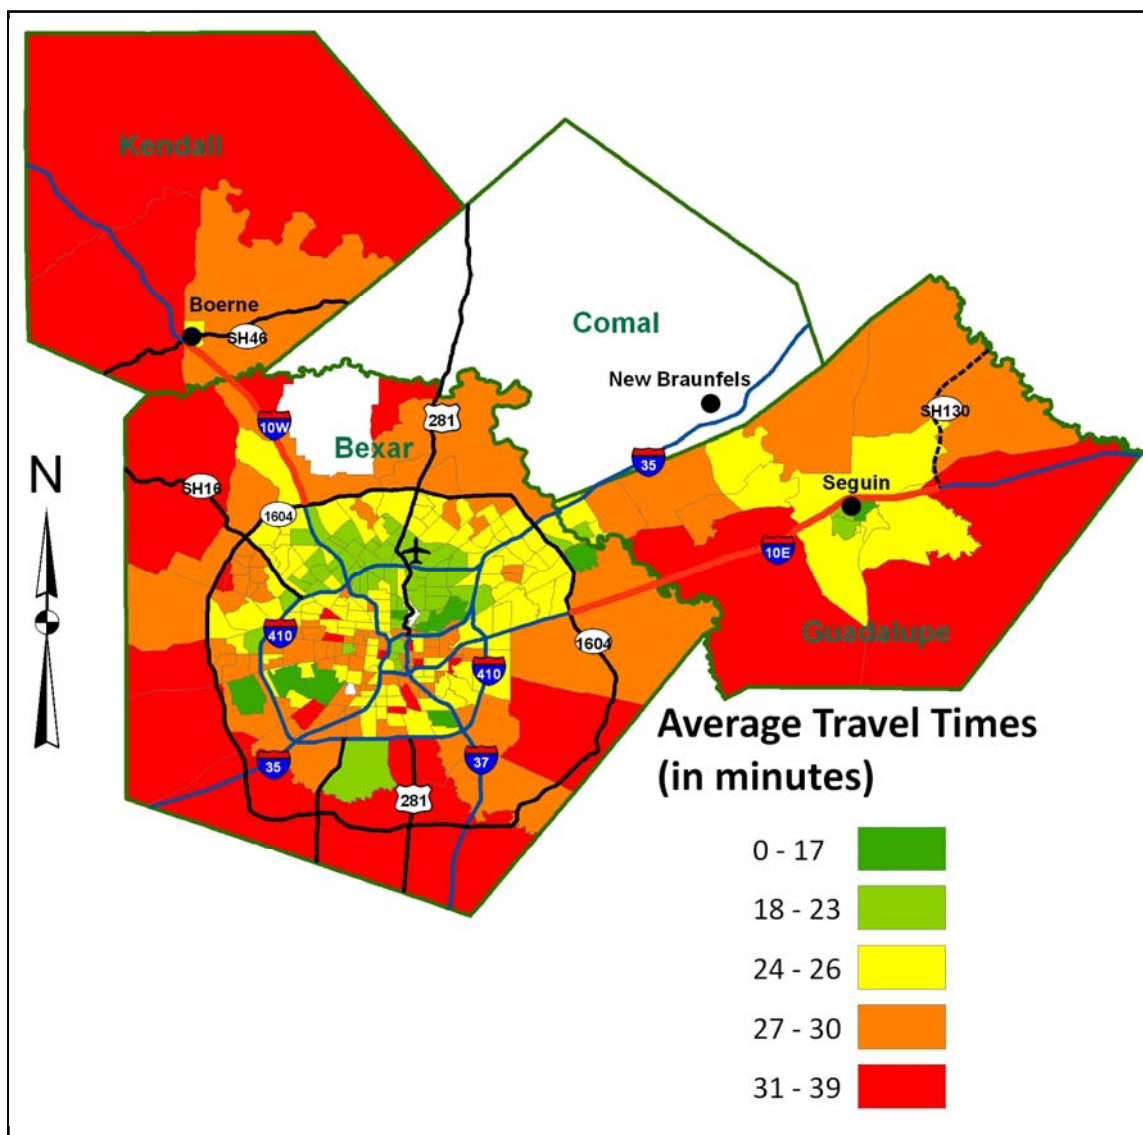 Kendall
Boerne
SH46
Comal
New Braunfels
281
10W
Bexar
35
SH130
N
SH16
Seguin
1604
10E
410
1604
Guadalupe
410
35
37
281
Average Travel Times
(in minutes)
0 - 17
18 - 23
24 - 26
27 - 30
31 - 39